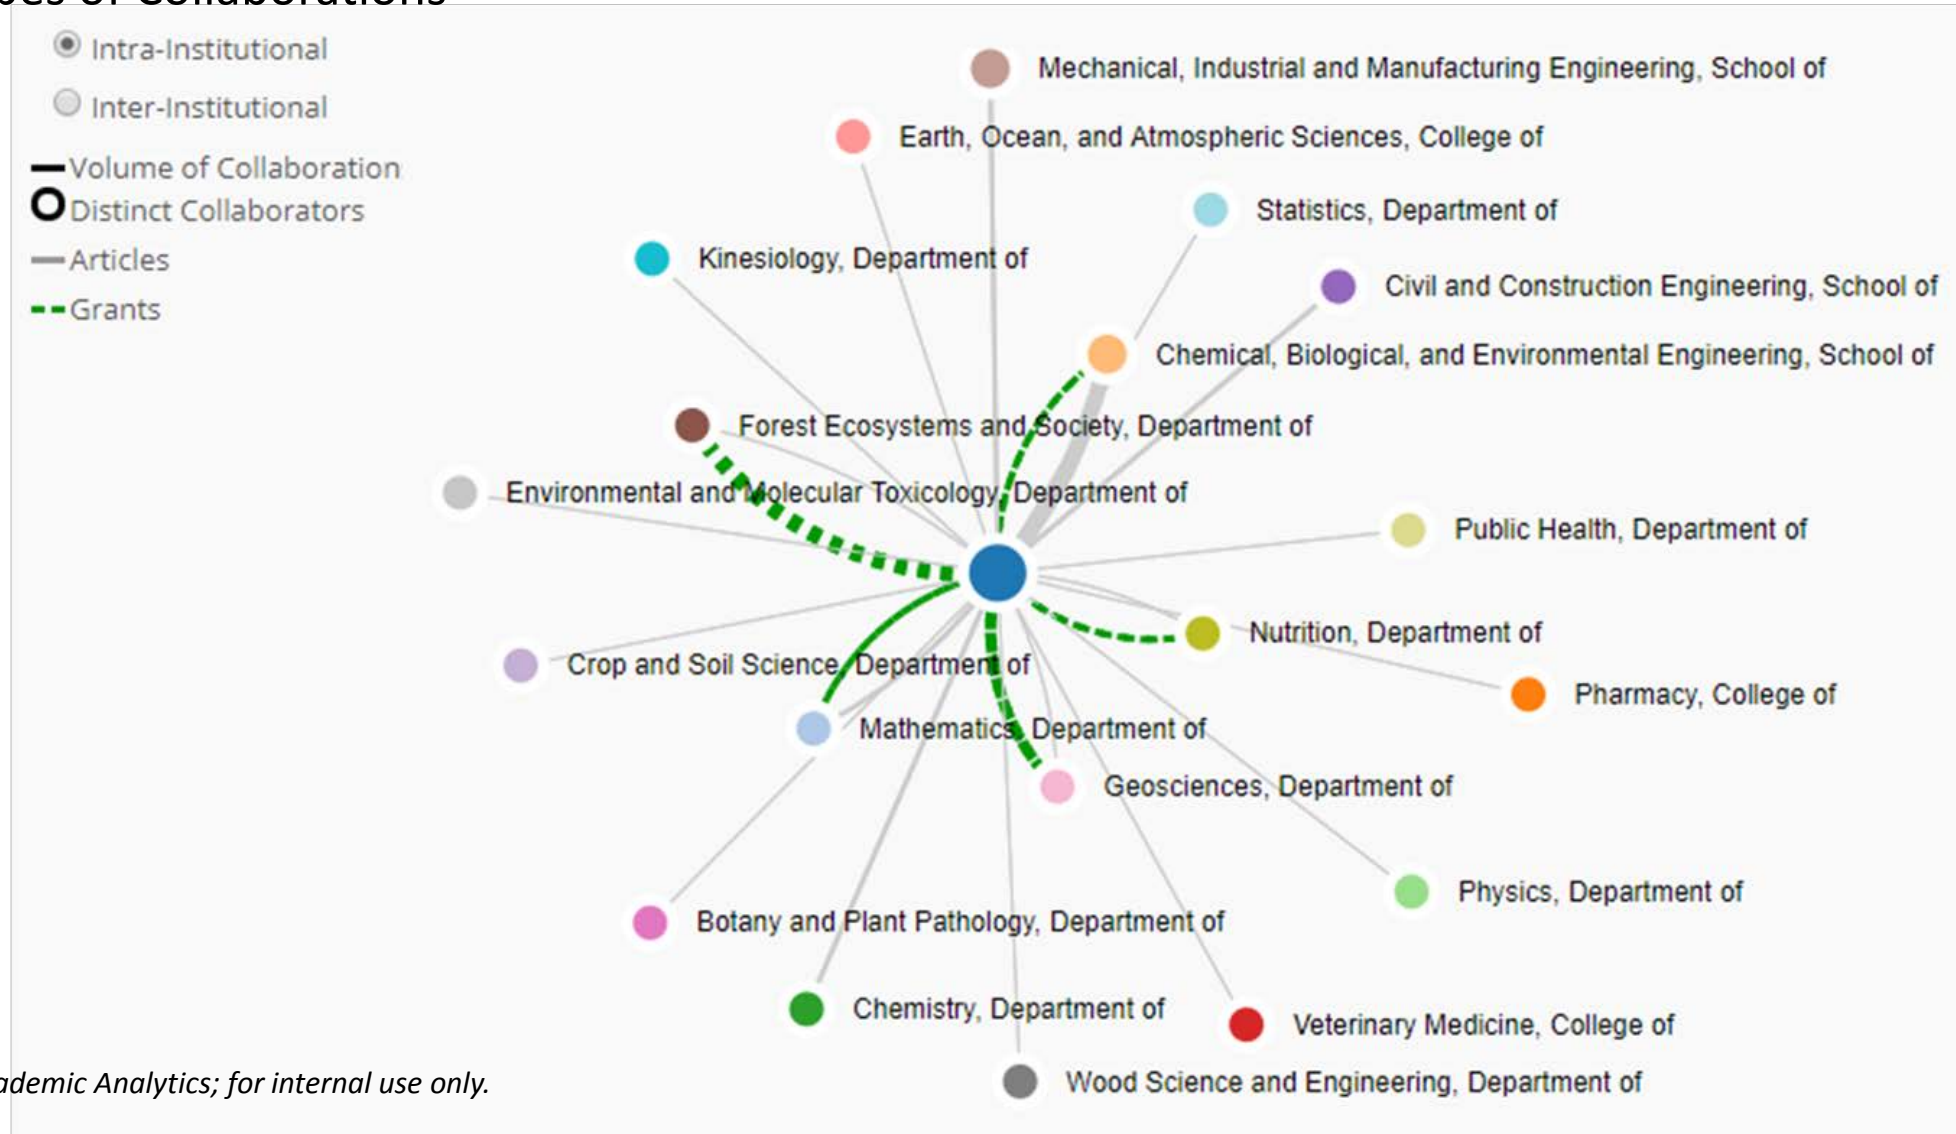 of Collaborations
Intra-Institutional
Inter-Institutional
Volume of Collaboration
Distinct Collaborators
Articles
Grants
Mechanical, Industrial and Manufacturing Engineering, School of
Earth, Ocean, and Atmospheric Sciences, College of
Statistics, Department of
Kinesiology, Department of
Civil and Construction Engineering, School of
Chemical, Biological, and Environmental Engineering, School of
Forest Ecosystems and Society, Department of
Environmental and Molecular Toxicology, Department of
Public Health, Department of
Nutrition, Department of
Crop and Soil Science, Department of
Pharmacy, College of
Mathematics, Department of
Geosciences, Department of
Physics, Department of
Botany and Plant Pathology, Department of
Chemistry, Department of
Veterinary Medicine, College of
Wood Science and Engineering, Department of
ademic Analytics; for internal use only.